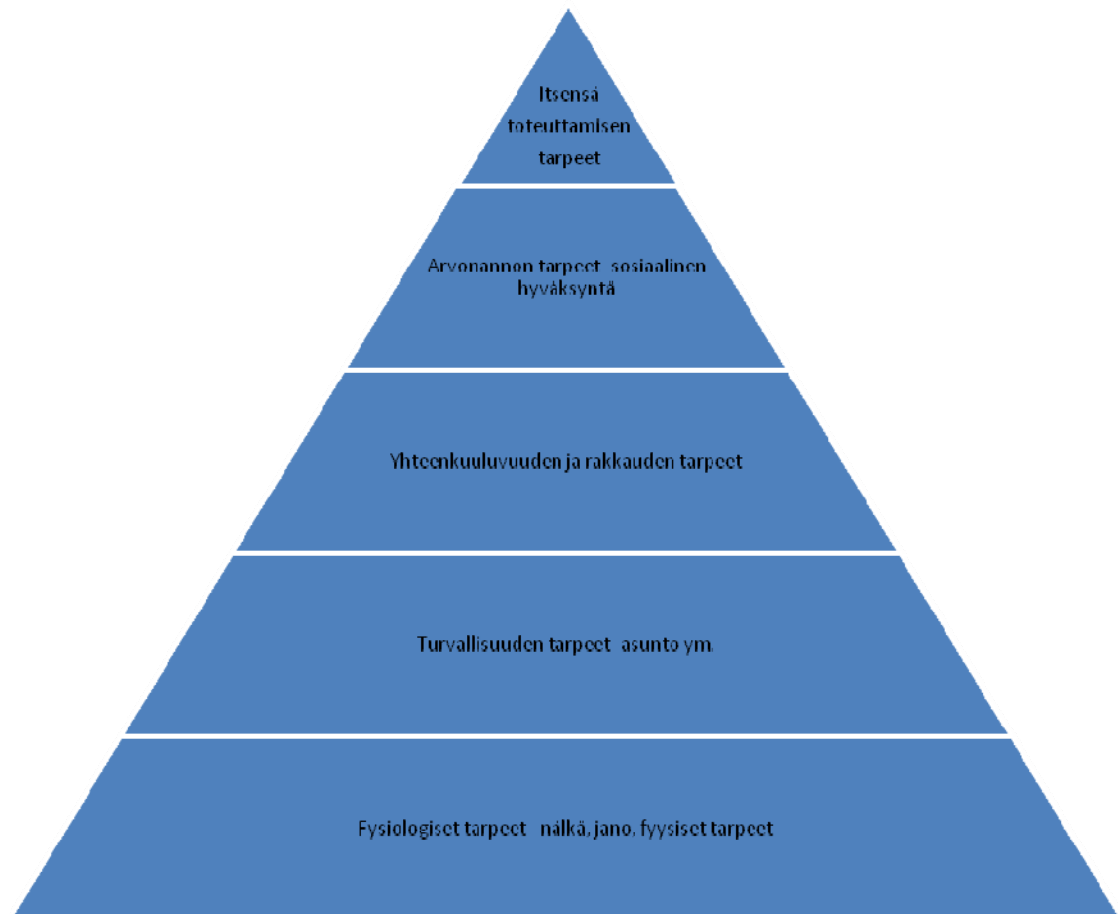 Itsensä
toteuttamisen
tarpeet
Arvonannon tarpeet sosiaalinen
hyväksyntä
Yhteenkuuluvuuden ja rakkauden tarpeet
Turvallisuuden tarpeet asunto ym.
Fysiologiset tarpeet nälkä, jano, fyysiset tarpeet